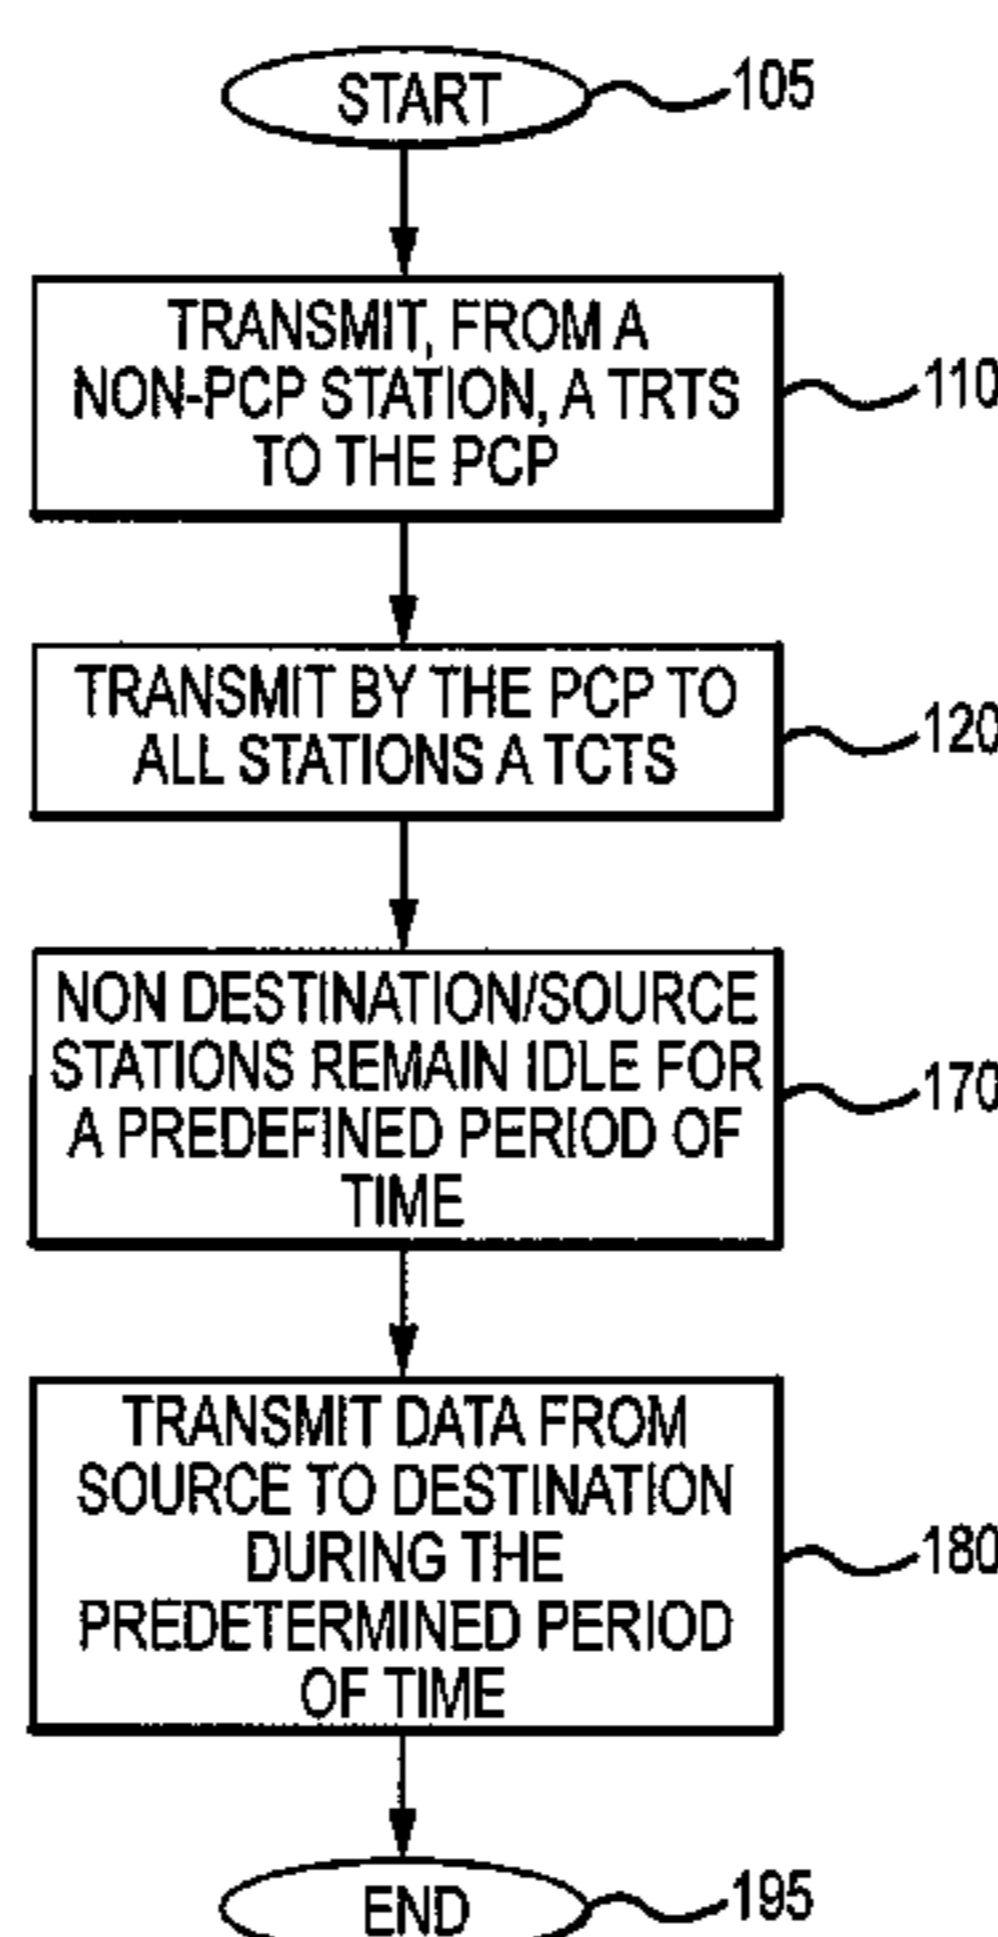 START
105
TRANSMIT, FROM A
NON-PCP STATION, A TRTS
TO THE PCP
110
TRANSMIT BY THE PCP TO
ALL STATIONS A TCTS
120
NON DESTINATION/SOURCE
STATIONS REMAIN IDLE FOR
A PREDEFINED PERIOD OF
TIME
170
TRANSMIT DATA FROM
SOURCE TO DESTINATION
DURING THE
PREDETERMINED PERIOD
OF TIME
180
END
195